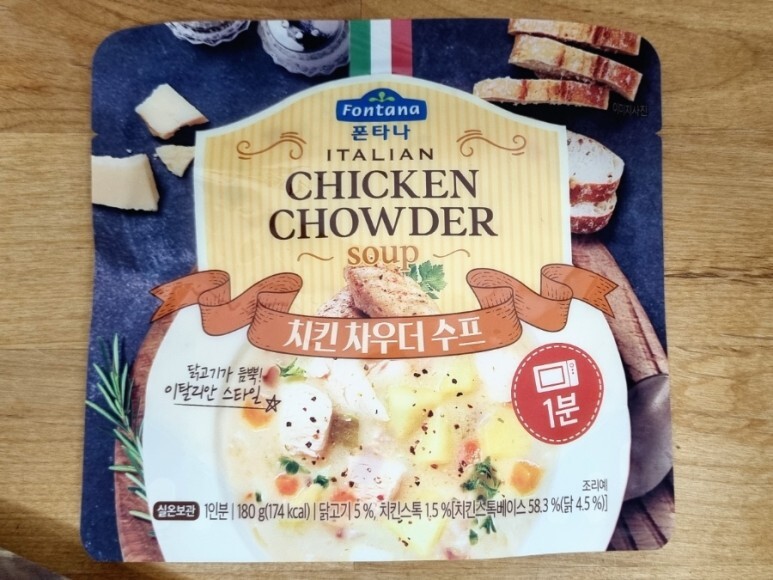 Fontana
폰타나
ITALIAN
CHICKEN
CHOWDER
soup
치킨 차우더 수프
닭고기가 듬뿍!
이탈리안 스타일
1분
조리예
실온보관 1인분 | 180 g(174 kcal) | 닭고기 5 %, 치킨스톡 1.5 %[치킨스톡베이스 58.3 %(닭 4.5 %)]